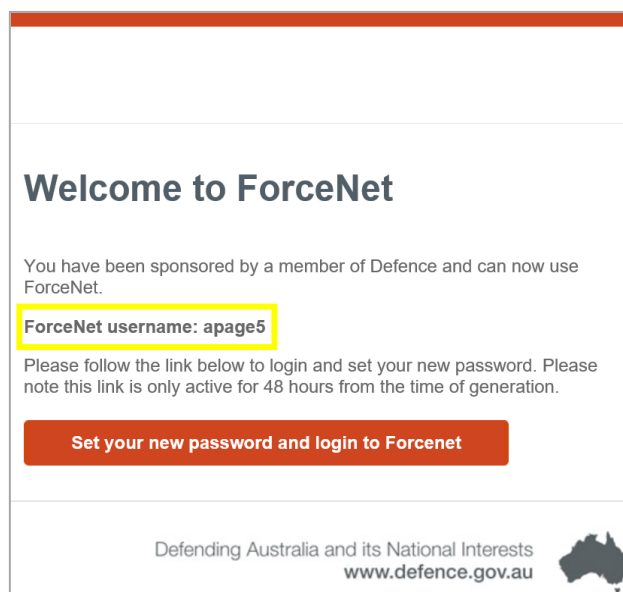 Welcome to ForceNet
You have been sponsored by a member of Defence and can now use
ForceNet.
ForceNet username: apage5
Please follow the link below to login and set your new password. Please
note this link is only active for 48 hours from the time of generation.
Set your new password and login to Forcenet
Defending Australia and its National Interests
www.defence.gov.au